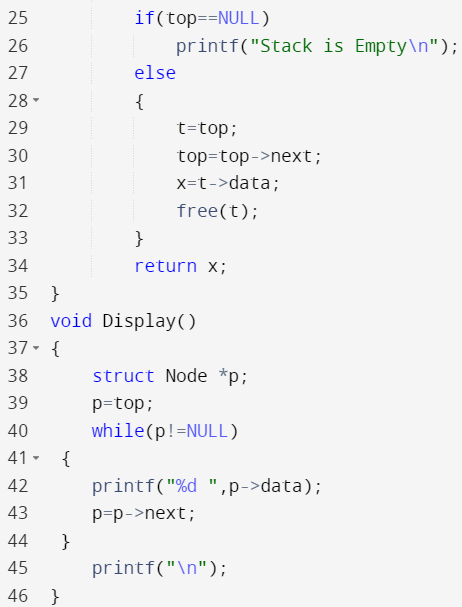 25 if(top==NULL)
26 printf("Stack is Empty\n");
27 else
28 {
29 t=top;
30 top=top->next;
31 x=t->data;
32 free(t);
33 }
34 return x;
35 }
36 void Display()
37 {
38 struct Node *p;
39 p=top;
40 while(p!=NULL)
41 {
42 printf("%d ",p->data);
43 p=p->next;
44 }
45 printf("\n");
46 }